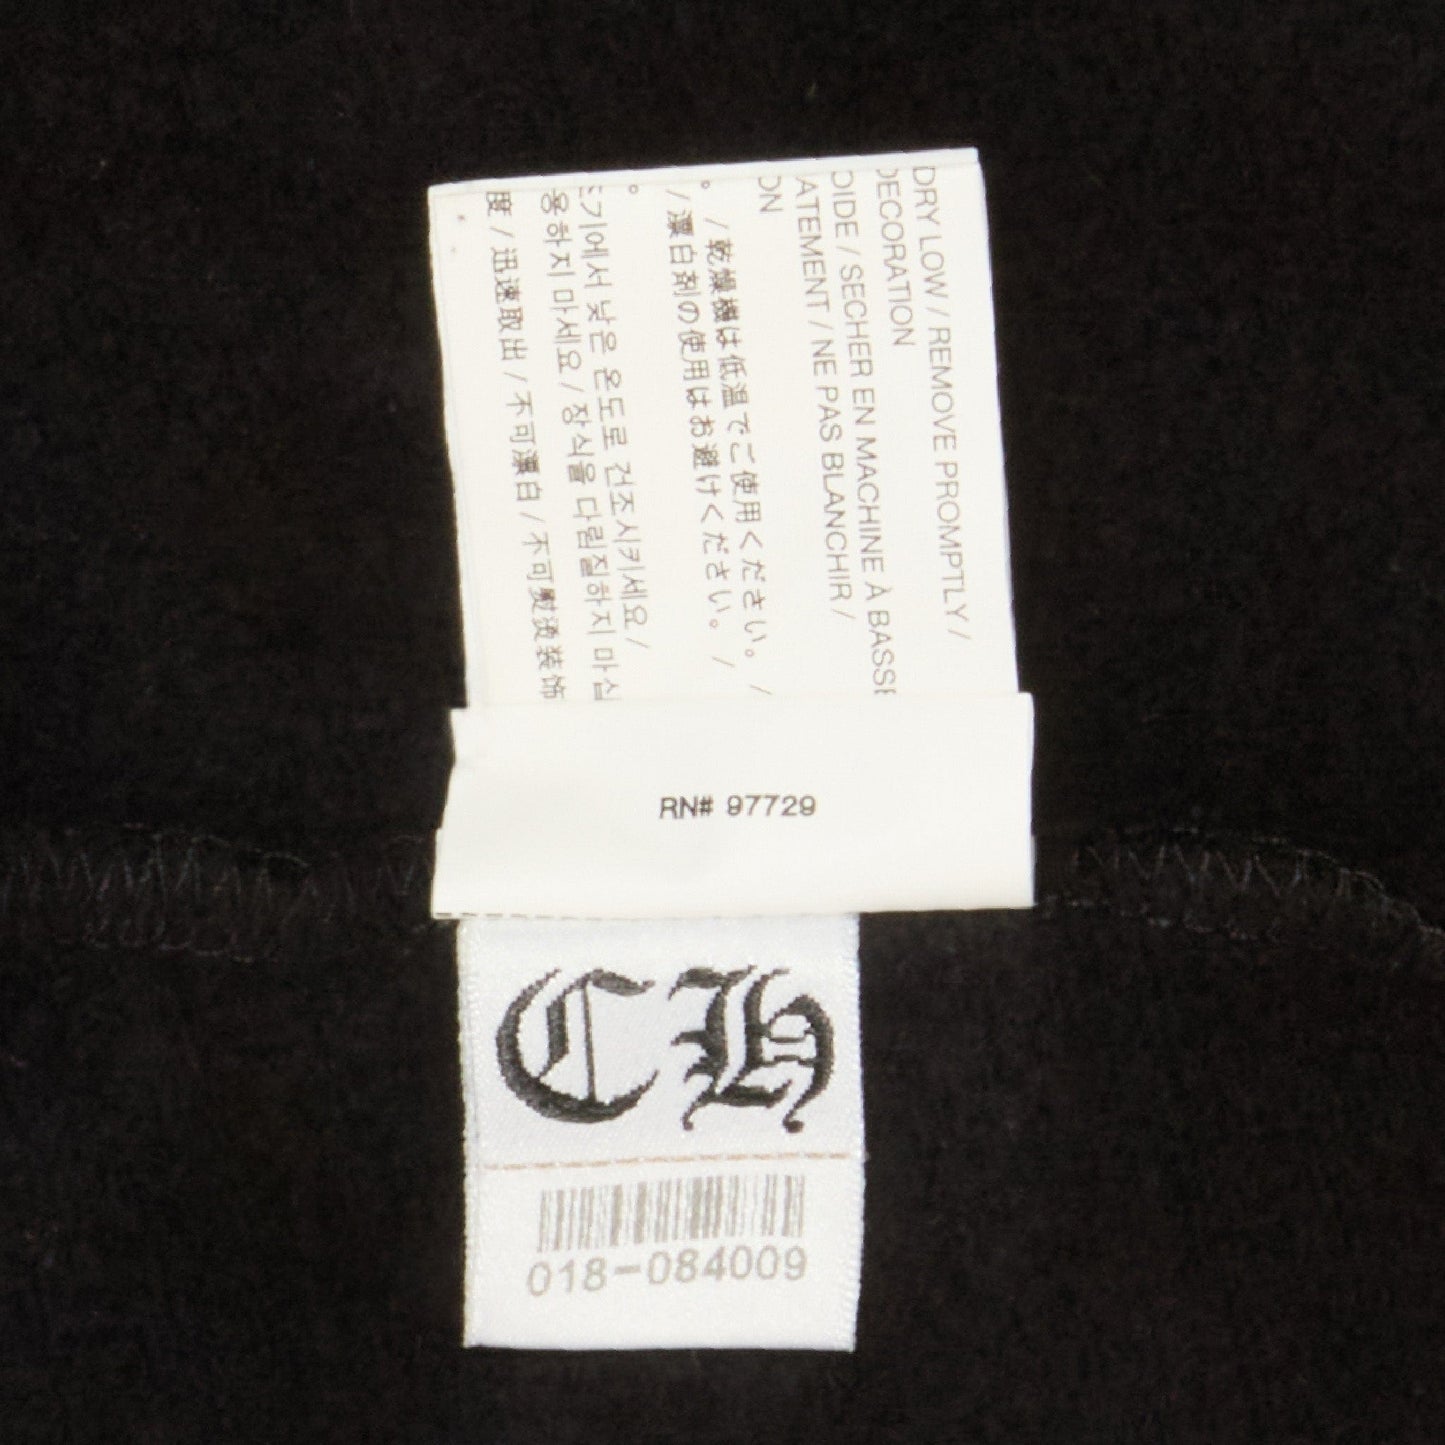 DRY LOW / REMOVE PROMPTLY /
DECORATION
OIDE / SECHER EN MACHINE À BASSE
ATEMENT / NE PAS BLANCHIR /
ON
。/ 乾燥機は低温でご使用ください。 /
/ 漂白剤の使用はお避けください。 /
。
기에서 낮은 온도로 건조시키세요 /
용하지 마세요 / 장식을 다림질하지 마십
度 / 迅速取出 / 不可漂白 / 不可熨烫装饰
RN# 97729
CH
018-084009